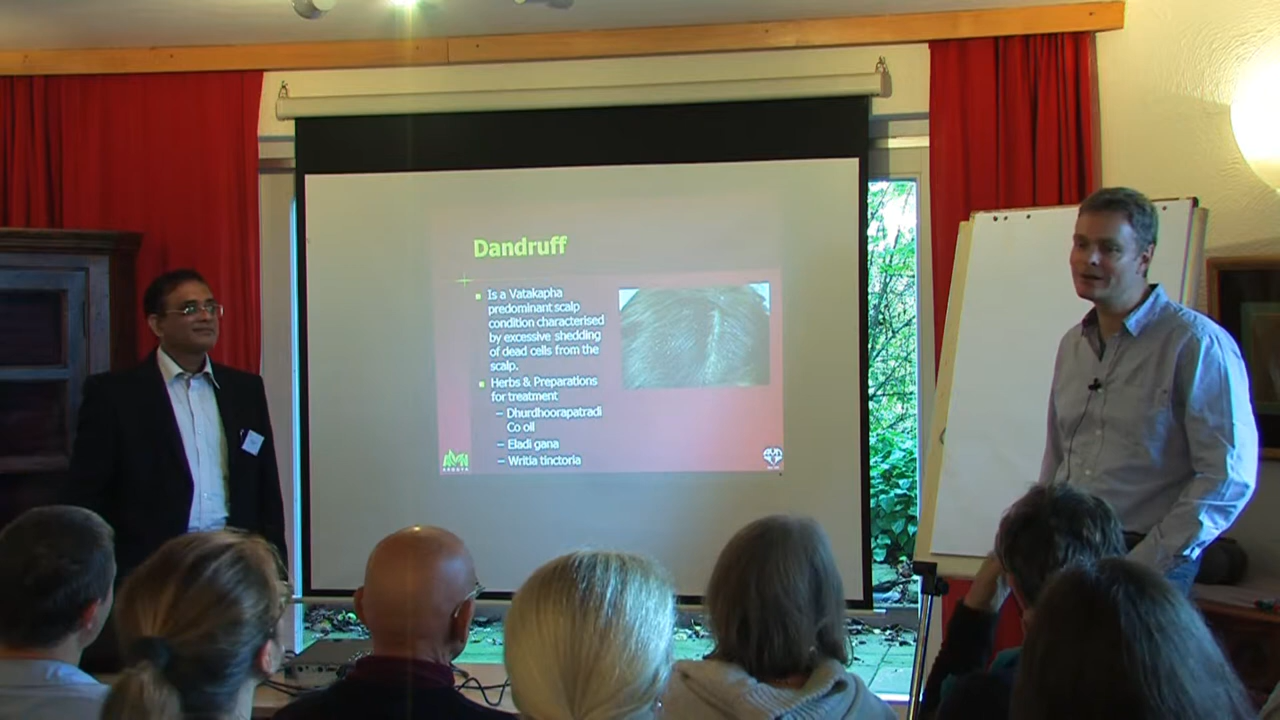 Dandruff
Is a Vatakapha
predominant scalp
condition characterised
by excessive shedding
of dead cells from the
scalp.
Herbs & Preparations
for treatment
– Dhurdhoorapatradi
Co oil
– Eladi gana
– Writia tinctoria